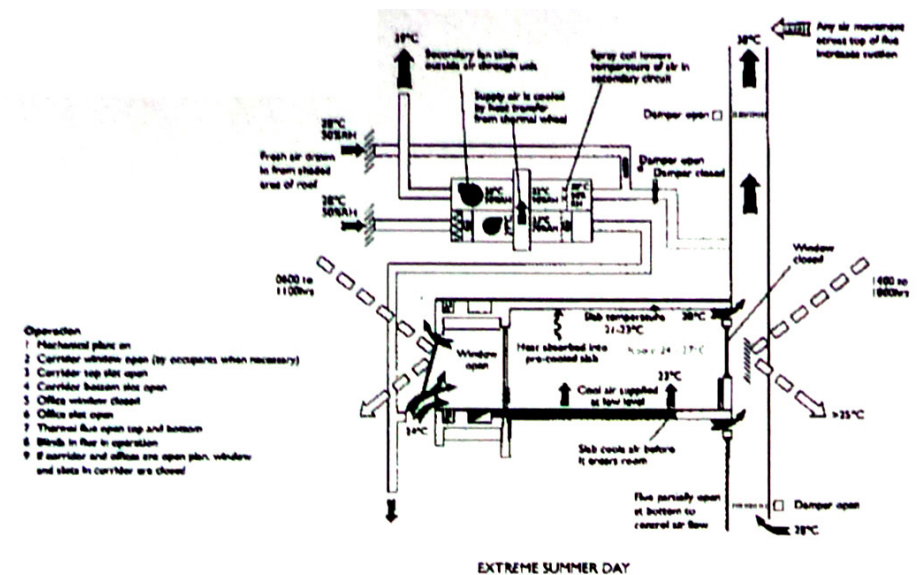 38°C
Any air movement
across top of flue
increases suction
Secondary fan takes
outside air through unit
Spray coil lowers
temperature of air in
secondary circuit
Supply air is cooled
by heat transfer
from thermal wheel
Damper open
28°C
50%RH
Fresh air drawn
in from shaded
area of roof
Damper open
Damper closed
28°C
50%RH
Window
closed
0600 to
1100hrs
1400 to
1800hrs
Slab temperature
21-23°C
Window
open
Heat absorbed into
pre-cooled slab
23°C
Cool air supplied
at low level
>25°C
Slab cools air before
it enters room
Flue partially open
at bottom to
control air flow
Damper open
28°C
Operation
1 Mechanical plant on
2 Corridor window open (by occupants when necessary)
3 Corridor top slot open
4 Corridor bottom slot open
5 Office window closed
6 Office slot open
7 Thermal flue open top and bottom
8 Blinds in flue in operation
9 If corridor and offices are open plan, window
and slots in corridor are closed
EXTREME SUMMER DAY